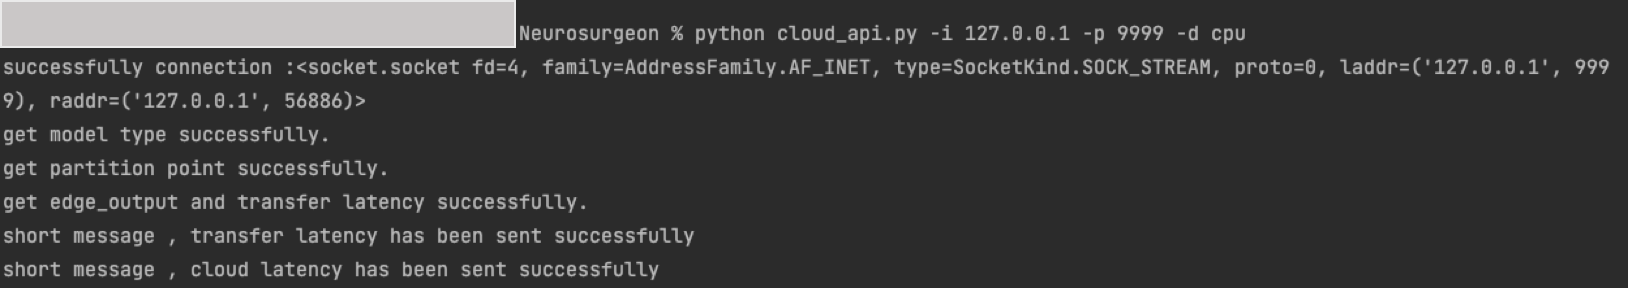 Neurosurgeon % python cloud_api.py -i 127.0.0.1 -p 9999 -d cpu
successfully connection :<socket.socket fd=4, family=AddressFamily.AF_INET, type=SocketKind.SOCK_STREAM, proto=0, laddr=('127.0.0.1', 999
9), raddr=('127.0.0.1', 56886)>
get model type successfully.
get partition point successfully.
get edge_output and transfer latency successfully.
short message , transfer latency has been sent successfully
short message , cloud latency has been sent successfully